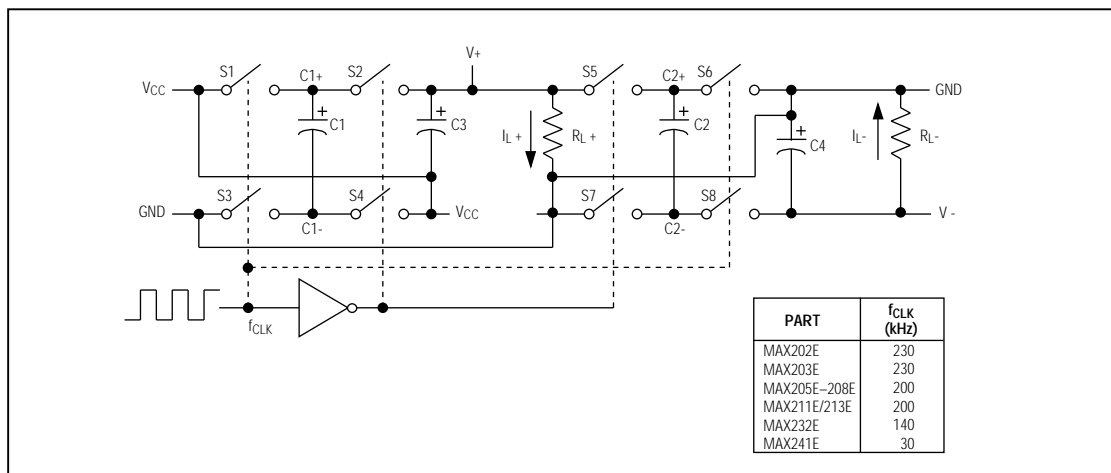 V+
S1 C1+ S2 S5 C2+ S6
VCC GND
C1 C3 IL+ RL+ C2 C4 IL- RL-
S3 S4 S7 S8
GND VCC V -
C1- C2-
fCLK
PART fCLK (kHz)
MAX202E 230
MAX203E 230
MAX205E–208E 200
MAX211E/213E 200
MAX232E 140
MAX241E 30